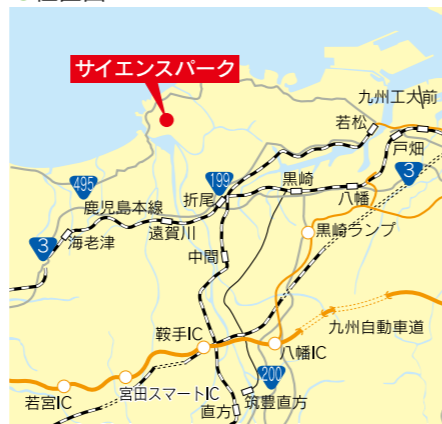 サイエンスパーク
九州工大前
若松
戸畑
3
199
黒崎
八幡
495
折尾
鹿児島本線
3
海老津
遠賀川
黒崎ランプ
中間
九州自動車道
鞍手IC
八幡IC
200
宮田スマートIC
若宮IC
筑豊直方
直方